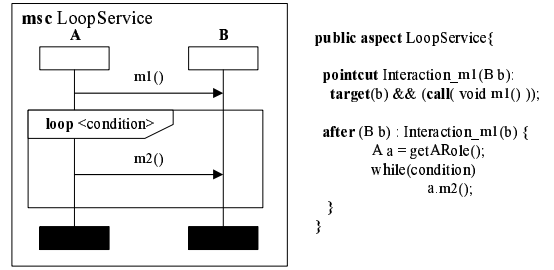 msc LoopService
A B
m1()
loop <condition>
m2()
public aspect LoopService{
pointcut Interaction_m1(B b):
target(b) && (call( void m1() ));
after (B b) : Interaction_m1(b) {
A a = getARole();
while(condition)
a.m2();
}
}